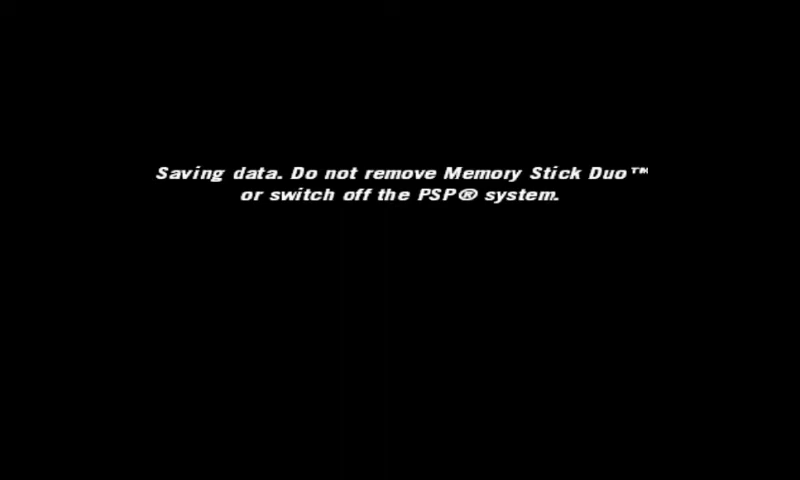 Saving data. Do not remove Memory Stick Duo™
or switch off the PSP® system.